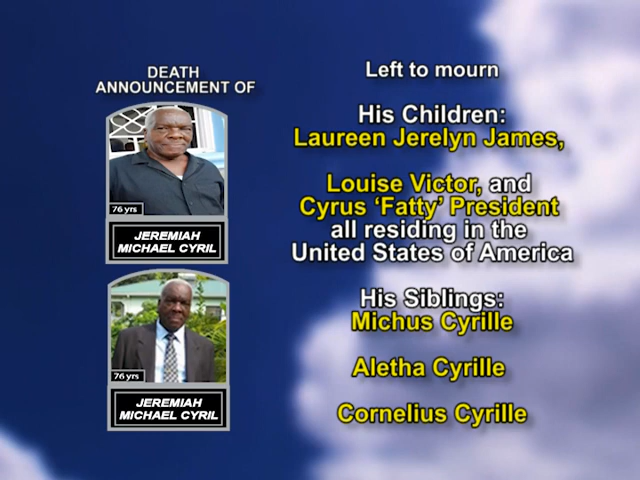 DEATH
ANNOUNCEMENT OF
76 yrs
JEREMIAH
MICHAEL CYRIL
76 yrs
JEREMIAH
MICHAEL CYRIL
Left to mourn
His Children:
Laureen Jerelyn James,
Louise Victor, and
Cyrus ‘Fatty’ President
all residing in the
United States of America
His Siblings:
Michus Cyrille
Aletha Cyrille
Cornelius Cyrille